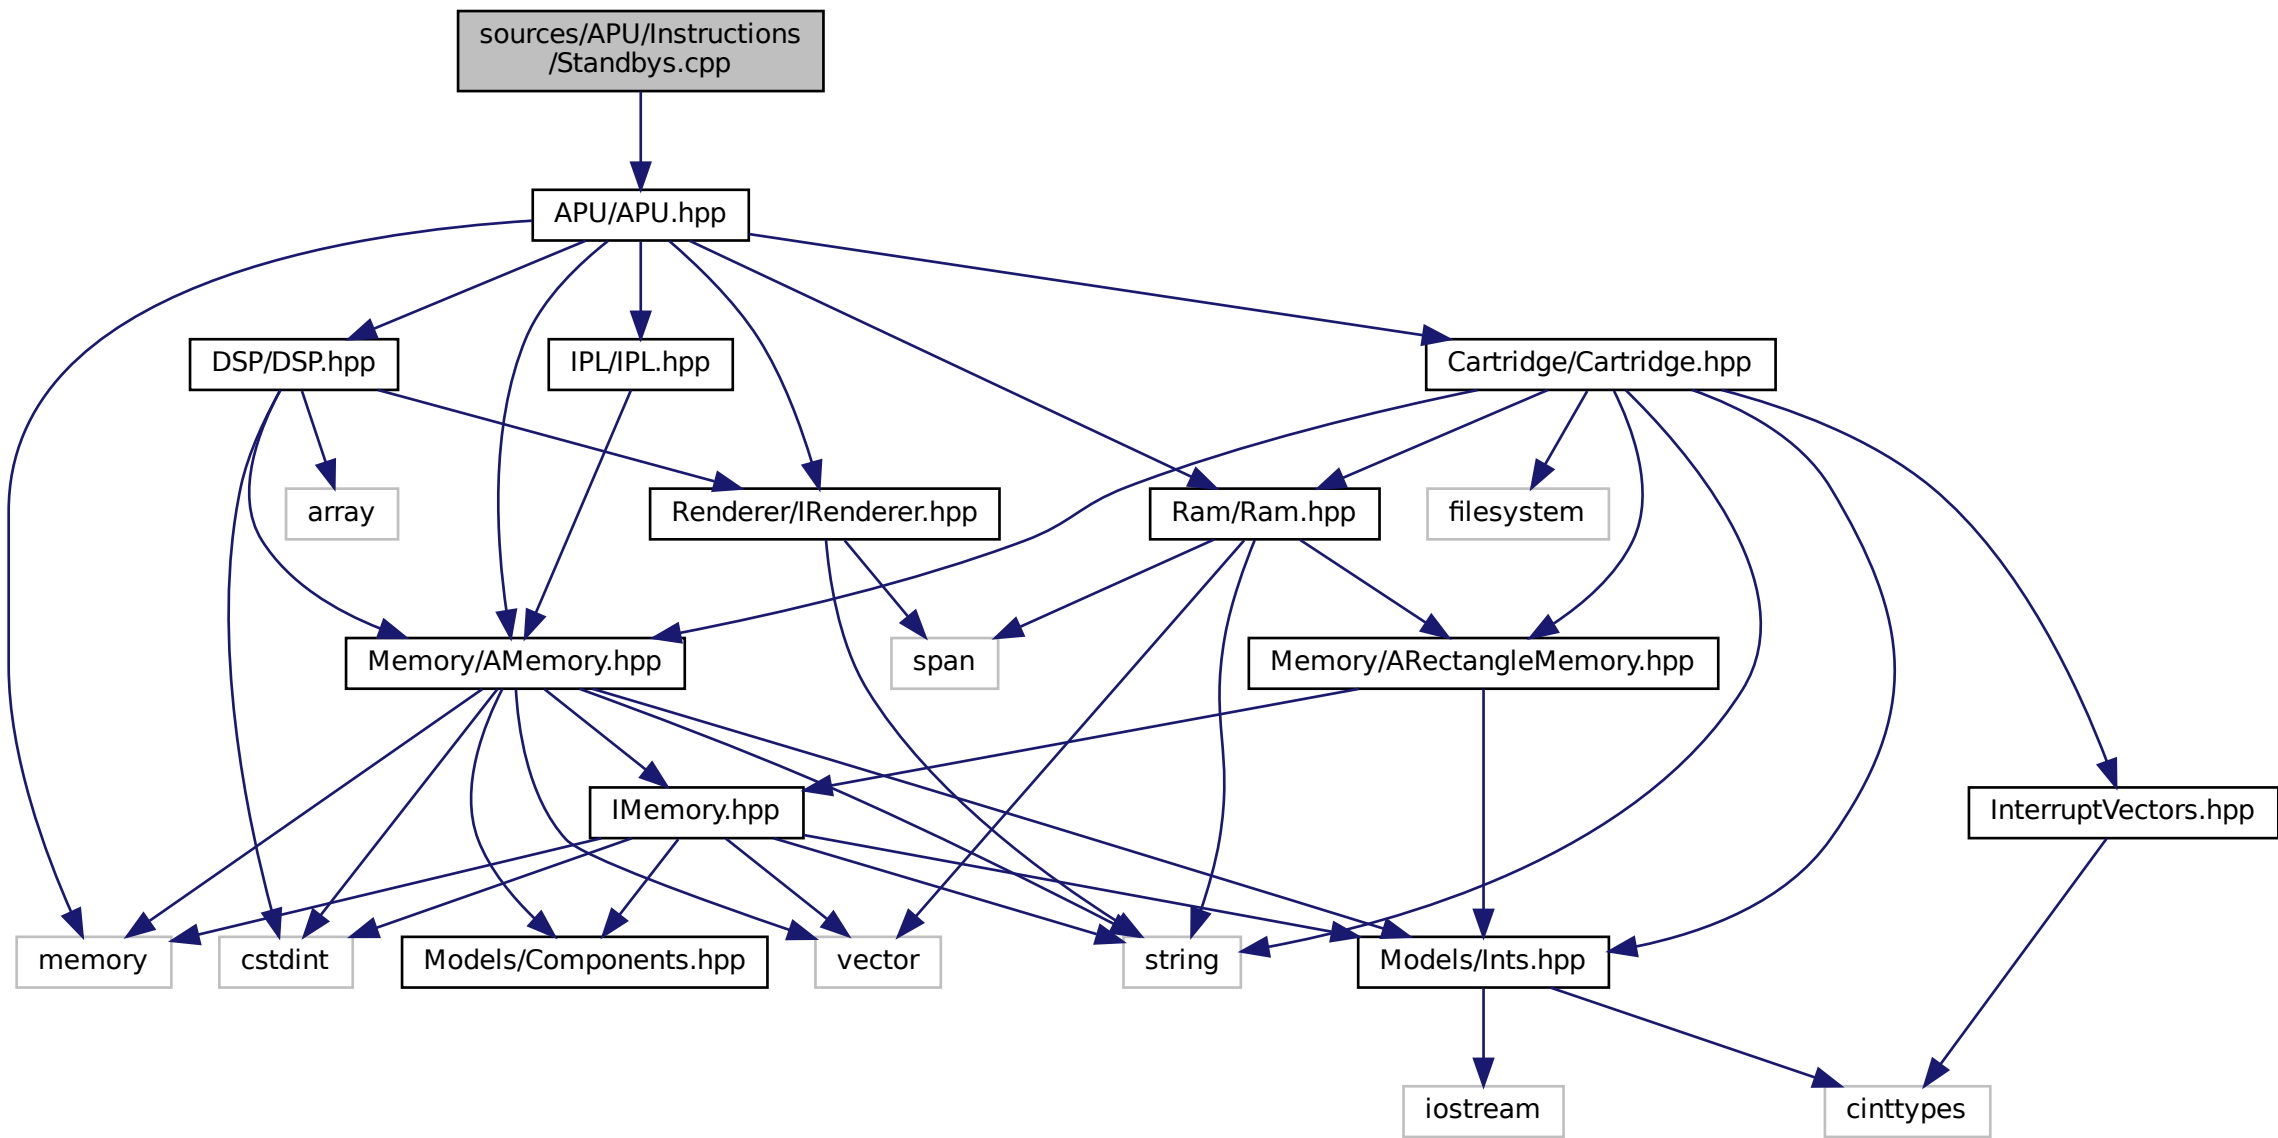 sources/APU/Instructions
/Standbys.cpp
APU/APU.hpp
DSP/DSP.hpp
IPL/IPL.hpp
Cartridge/Cartridge.hpp
array
Renderer/IRenderer.hpp
Ram/Ram.hpp
filesystem
Memory/AMemory.hpp
span
Memory/ARectangleMemory.hpp
IMemory.hpp
InterruptVectors.hpp
memory
cstdint
Models/Components.hpp
vector
string
Models/Ints.hpp
iostream
cinttypes